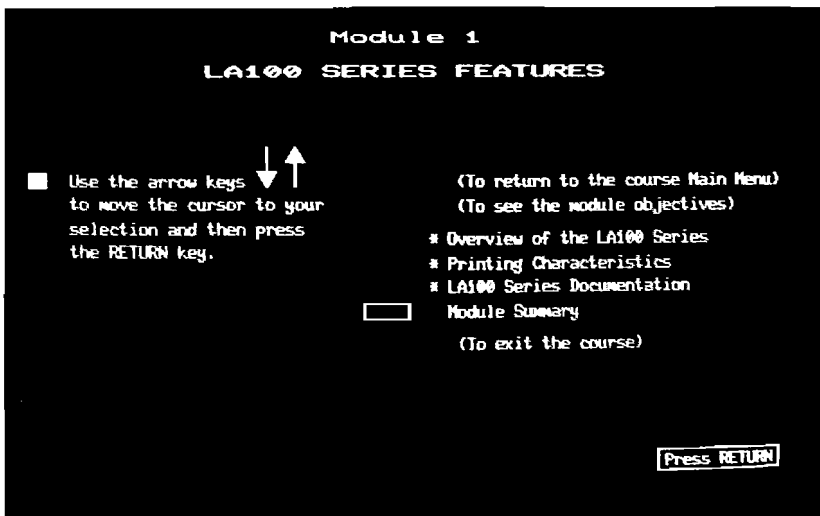 Module 1
LA100 SERIES FEATURES
Use the arrow keys
to move the cursor to your
selection and then press
the RETURN key.
(To return to the course Main Menu)
(To see the module objectives)
* Overview of the LA100 Series
* Printing Characteristics
* LA100 Series Documentation
Module Summary
(To exit the course)
Press RETURN